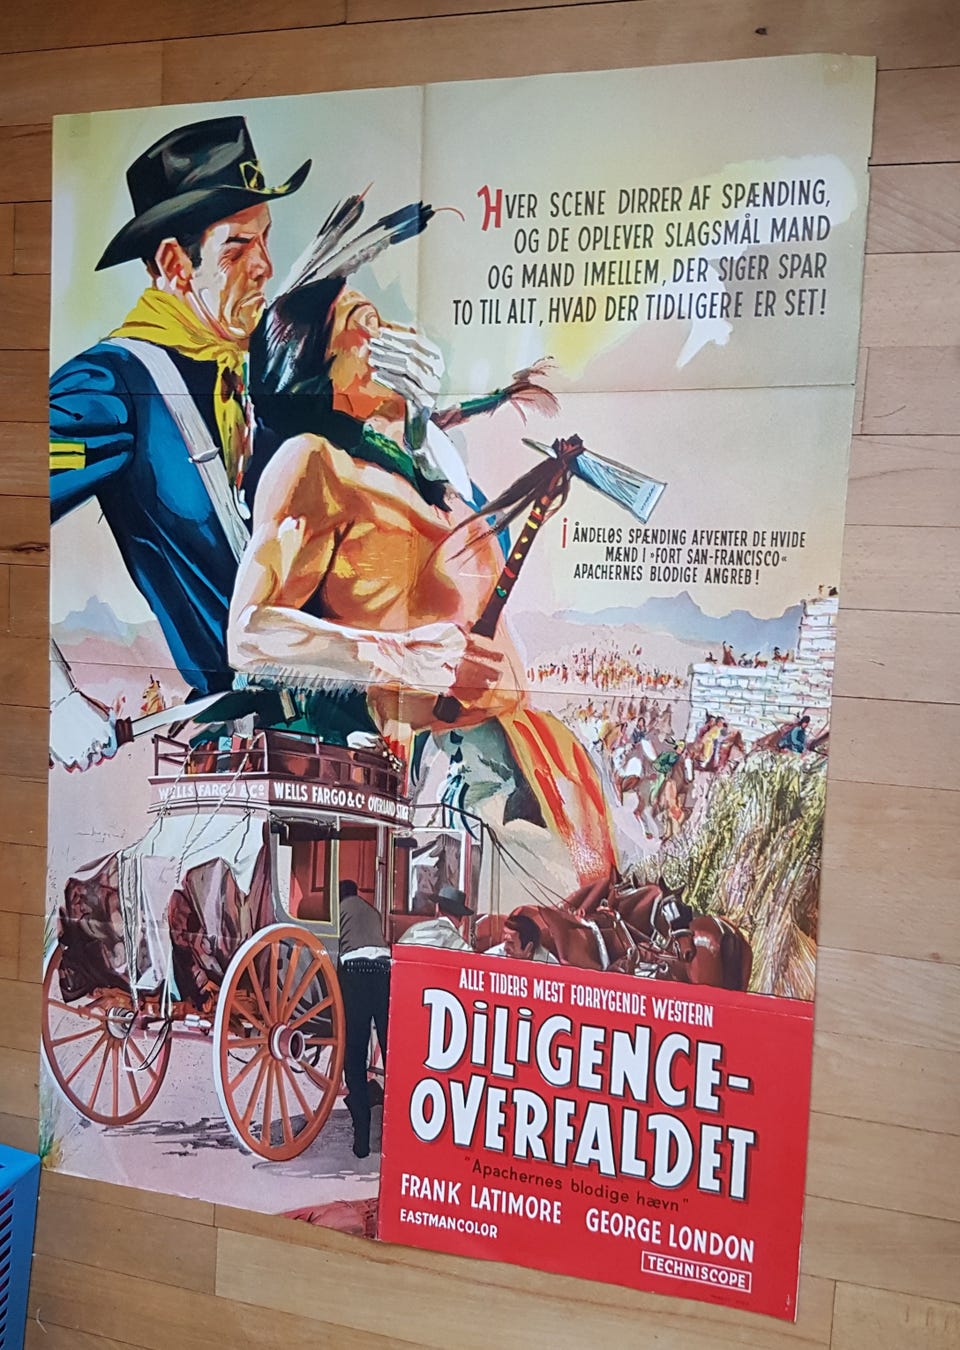 HVER SCENE DIRRER AF SPÆNDING,
OG DE OPLEVER SLAGSMÅL MAND
OG MAND IMELLEM, DER SIGER SPAR
TO TIL ALT, HVAD DER TIDLIGERE ER SET!
i ÅNDELØS SPÆNDING AFVENTER DE HVIDE
MÆND I »FORT SAN-FRANCISCO«
APACHERNES BLODIGE ANGREB!
WELLS FARGO & Cº WELLS FARGO & Cº OVERLAND
ALLE TIDERS MEST FORRYGENDE WESTERN
DiLiGENCE-
OVERFALDET
"Apachernes blodige hævn"
FRANK LATIMORE GEORGE LONDON
EASTMANCOLOR
TECHNISCOPE